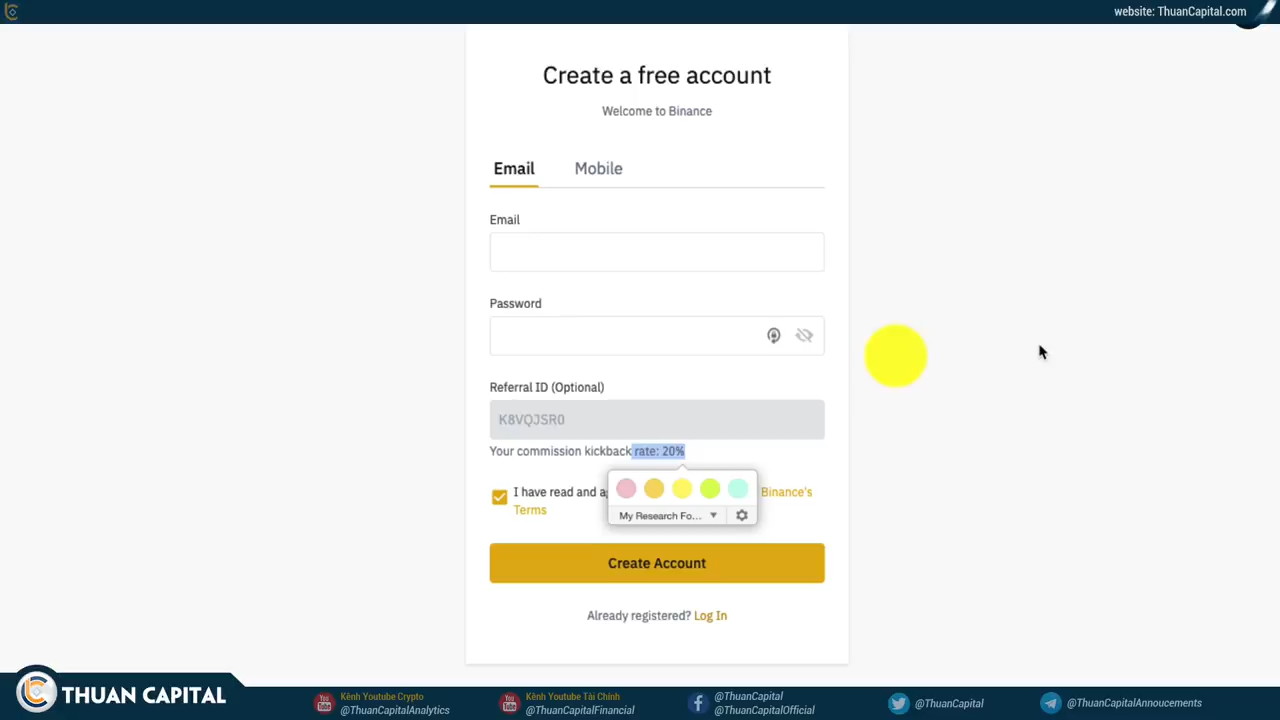 website: ThuanCapital.com
Create a free account
Welcome to Binance
Email Mobile
Email
Password
Referral ID (Optional)
K8VQJSR0
Your commission kickback rate: 20%
I have read and Binance's
Terms
My Research Fo...
Create Account
Already registered? Log In
THUAN CAPITAL
Kênh Youtube Crypto
@ThuanCapitalAnalytics
Kênh Youtube Tài Chính
@ThuanCapitalFinancial
@ThuanCapital
@ThuanCapitalOfficial
@ThuanCapital
@ThuanCapitalAnnoucements